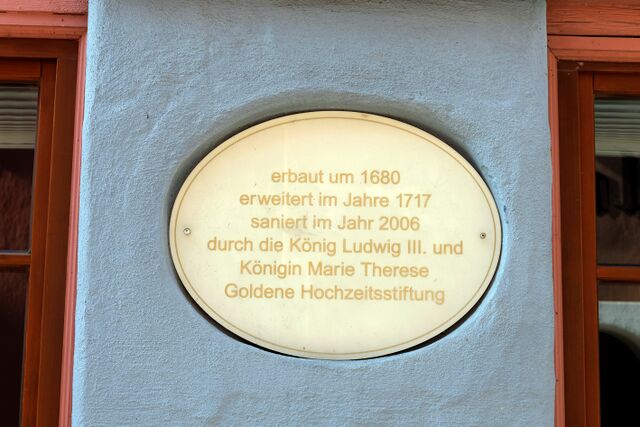 erbaut um 1680
erweitert im Jahre 1717
saniert im Jahr 2006
durch die König Ludwig III. und
Königin Marie Therese
Goldene Hochzeitsstiftung